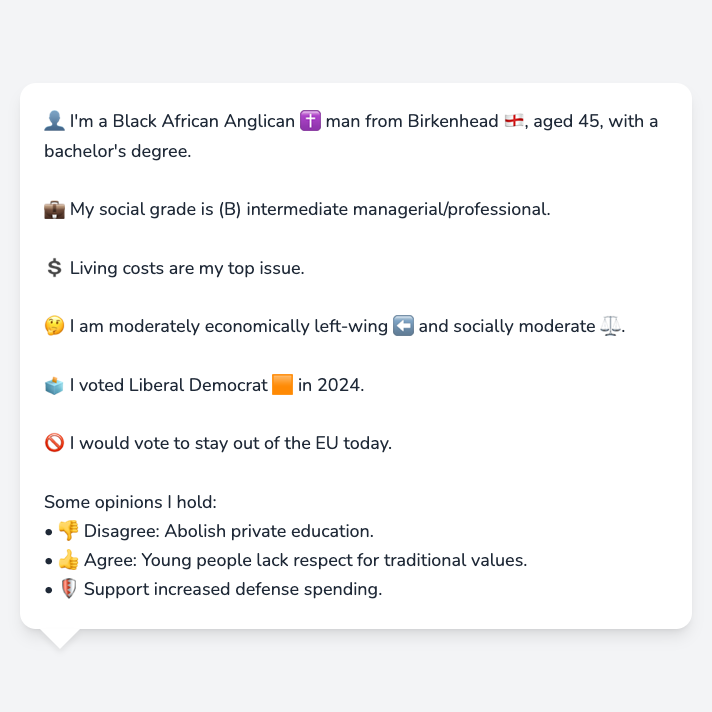 👤 I'm a Black African Anglican ✝️ man from Birkenhead 🏴󠁧󠁢󠁥󠁮󠁧󠁿, aged 45, with a
bachelor's degree.
💼 My social grade is (B) intermediate managerial/professional.
💲 Living costs are my top issue.
🤔 I am moderately economically left-wing ⬅️ and socially moderate ⚖️.
🗳️ I voted Liberal Democrat 🟧 in 2024.
🚫 I would vote to stay out of the EU today.
Some opinions I hold:
• 👎 Disagree: Abolish private education.
• 👍 Agree: Young people lack respect for traditional values.
• 🛡️ Support increased defense spending.